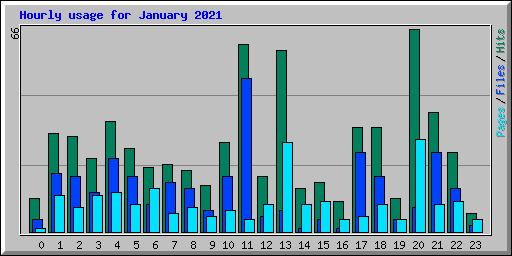 Hourly usage for January 2021
66
Pages / Files / Hits
0 1 2 3 4 5 6 7 8 9 10 11 12 13 14 15 16 17 18 19 20 21 22 23